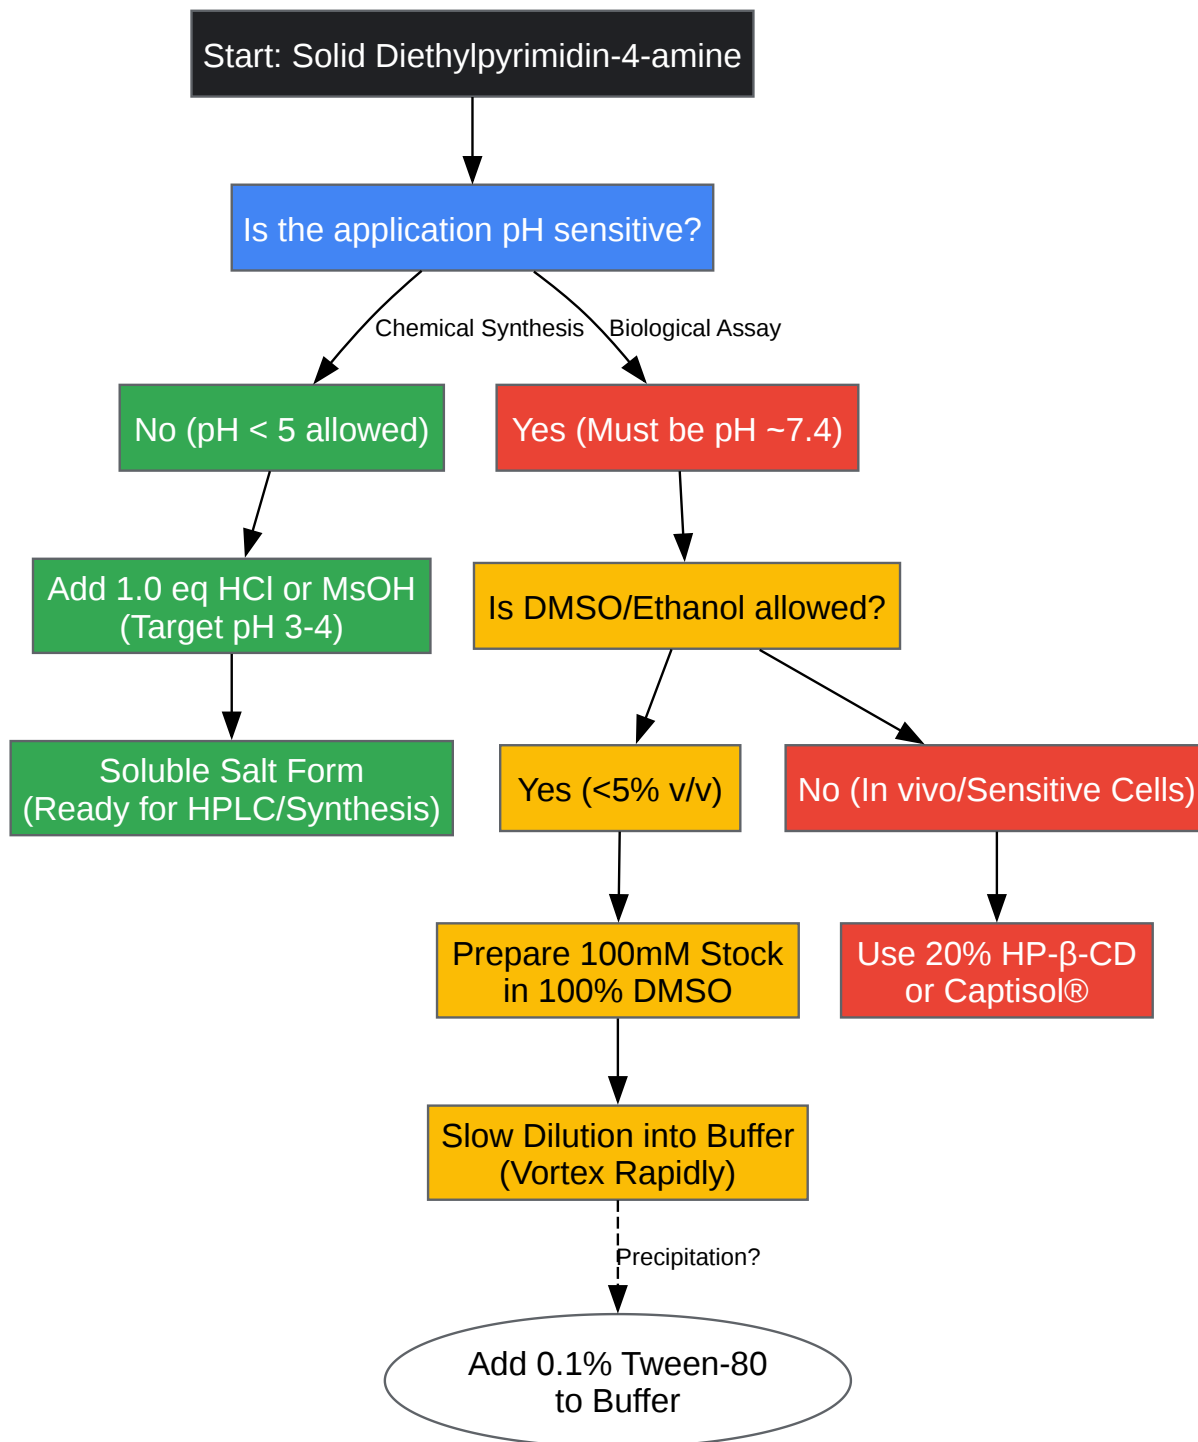 Start: Solid Diethylpyrimidin-4-amine
Is the application pH sensitive?
Chemical Synthesis
Biological Assay
No (pH < 5 allowed)
Yes (Must be pH ~7.4)
Add 1.0 eq HCl or MsOH
(Target pH 3-4)
Is DMSO/Ethanol allowed?
Soluble Salt Form
(Ready for HPLC/Synthesis)
Yes (<5% v/v)
No (In vivo/Sensitive Cells)
Prepare 100mM Stock
in 100% DMSO
Use 20% HP-β-CD
or Captisol®
Slow Dilution into Buffer
(Vortex Rapidly)
Precipitation?
Add 0.1% Tween-80
to Buffer